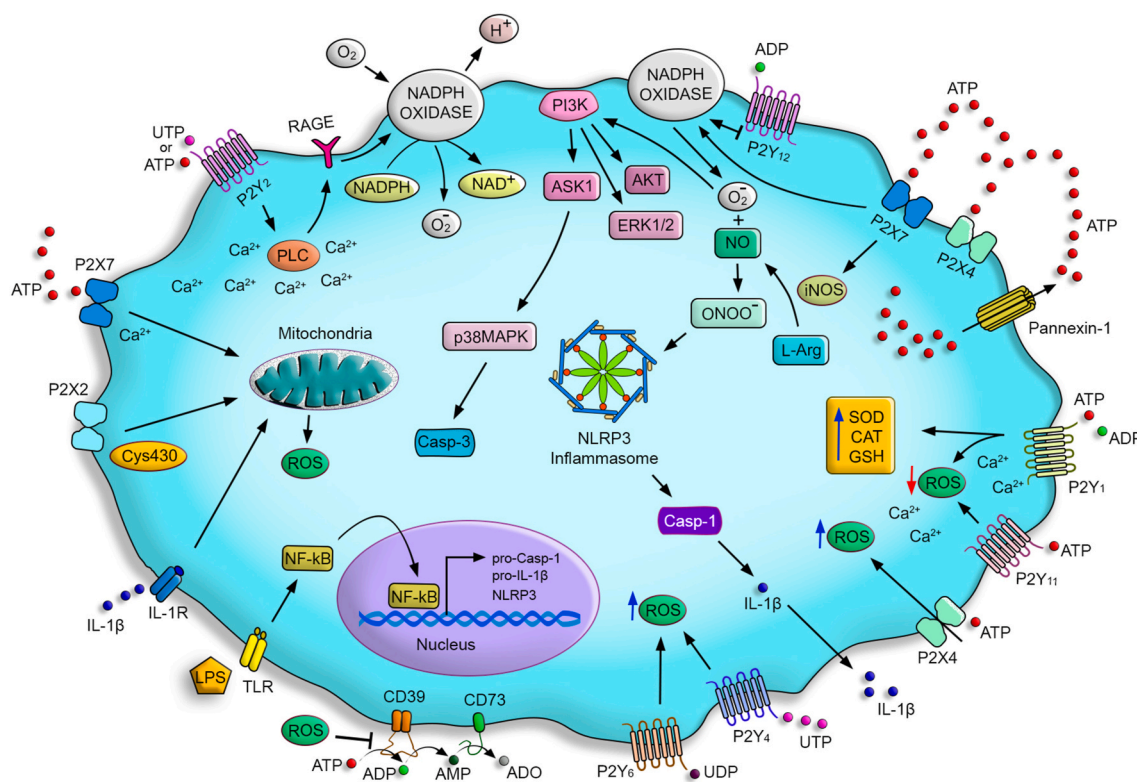 O₂
H⁺
NADPH
OXIDASE
NADPH
OXIDASE
ADP
P2Y₁₂
PI3K
ATP
RAGE
UTP
or
ATP
P2Y₂
NADPH
NAD⁺
O₂⁻
ASK1
AKT
ERK1/2
O₂⁻
+
NO
P2X7
P2X4
ATP
PLC
Ca²⁺
Ca²⁺
Ca²⁺
Ca²⁺
Ca²⁺
Ca²⁺
Ca²⁺
P2X7
ATP
Ca²⁺
iNOS
ONOO⁻
L-Arg
Pannexin-1
Mitochondria
p38MAPK
P2X2
Cys430
ROS
Casp-3
NLRP3
Inflammasome
SOD
CAT
GSH
ATP
ADP
P2Y₁
Ca²⁺
Ca²⁺
Ca²⁺
Ca²⁺
ROS
ROS
ATP
P2Y₁₁
Casp-1
NF-kB
NF-kB
pro-Casp-1
pro-IL-1β
NLRP3
Nucleus
IL-1β
IL-1R
LPS
TLR
ROS
IL-1β
ATP
P2X4
IL-1β
CD39
CD73
ROS
ATP
ADP
AMP
ADO
P2Y₆
UDP
P2Y₄
UTP